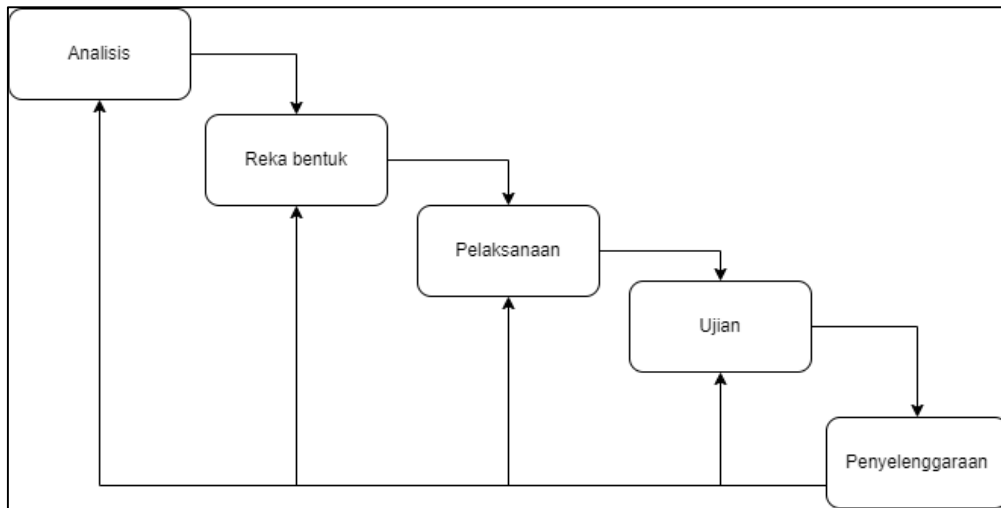 Analisis
Reka bentuk
Pelaksanaan
Ujian
Penyelenggaraan